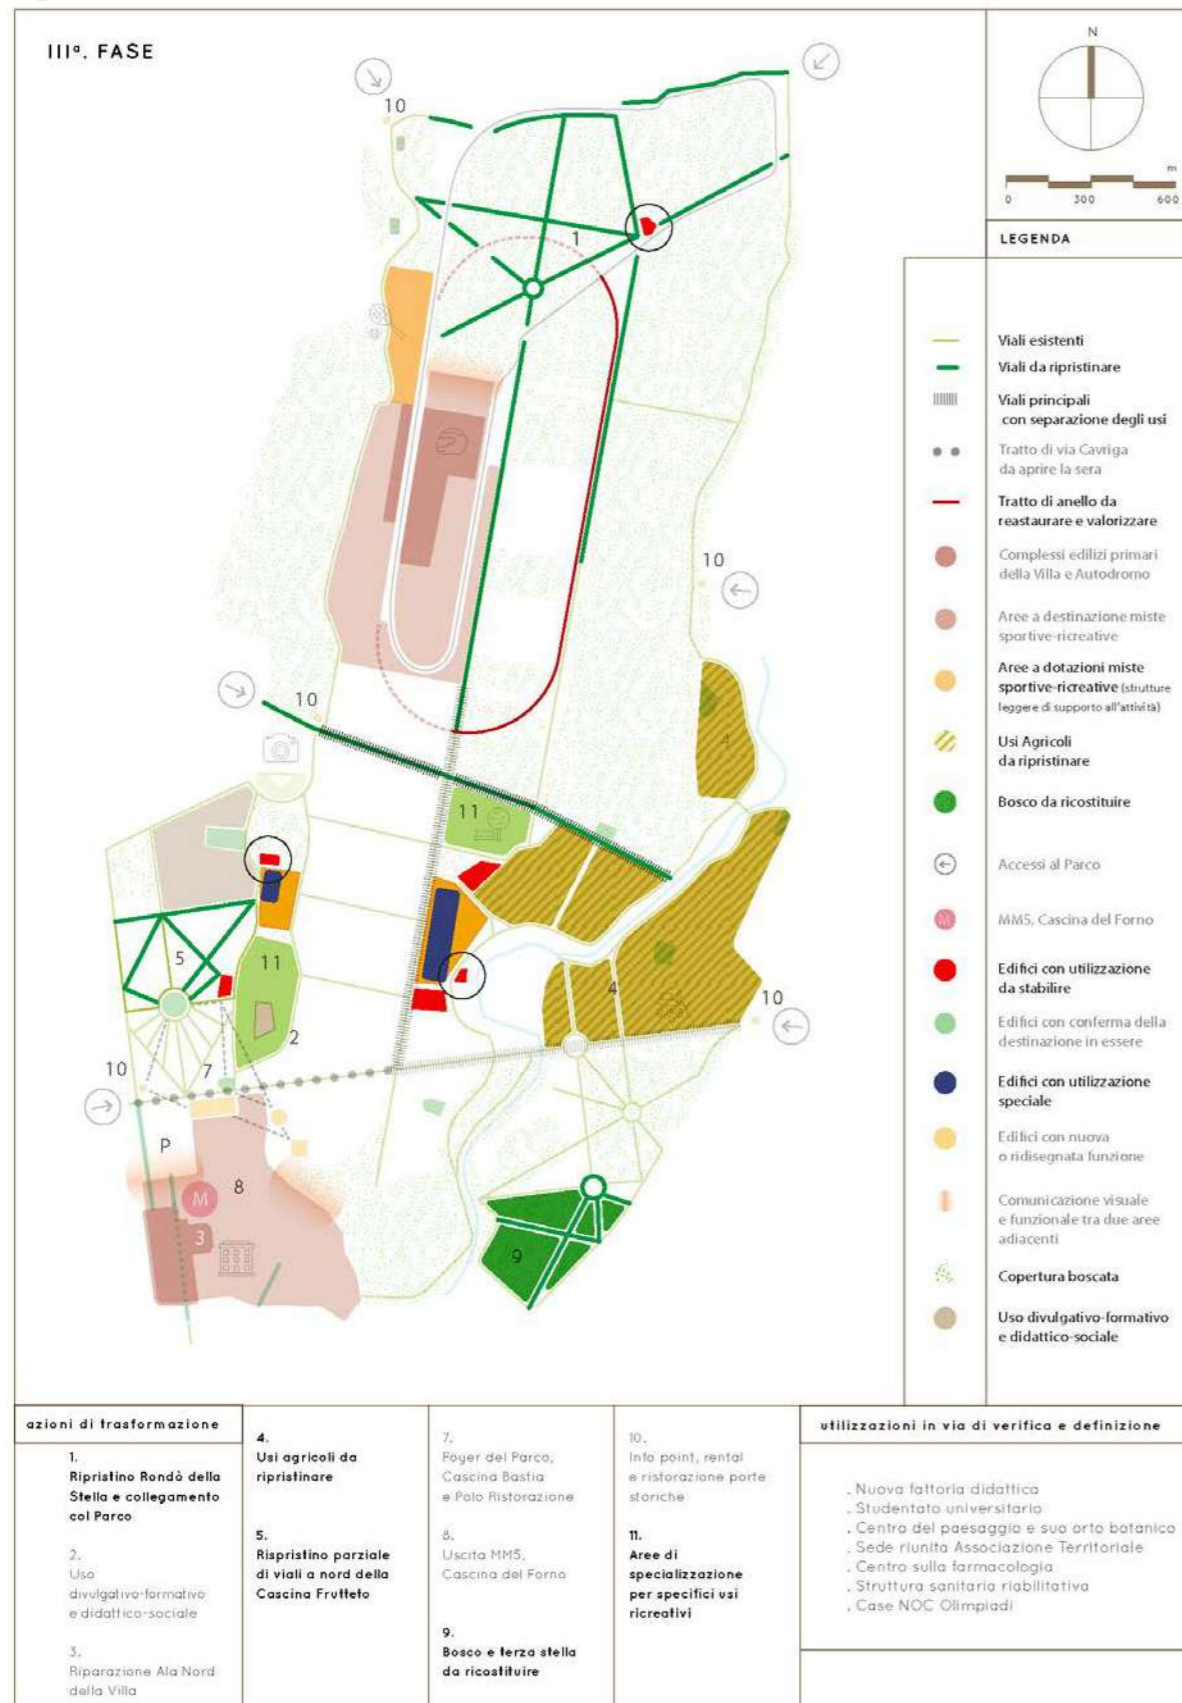 IIIª. FASE
N
m
0 300 600
LEGENDA
10
1
10
10
11
1
5
11
4
10
2
10
7
P
8
M
3
9
Viali esistenti
Viali da ripristinare
Viali principali
con separazione degli usi
Tratto di via Cavriga
da aprire la sera
Tratto di anello da
reastaurare e valorizzare
Complessi edilizi primari
della Villa e Autodromo
Aree a destinazione miste
sportive-ricreative
Aree a dotazioni miste
sportive-ricreative (strutture
leggere di supporto all'attività)
Usi Agricoli
da ripristinare
Bosco da ricostituire
Accessi al Parco
M
MM5, Cascina del Forno
Edifici con utilizzazione
da stabilire
Edifici con conferma della
destinazione in essere
Edifici con utilizzazione
speciale
Edifici con nuova
o ridisegnata funzione
Comunicazione visuale
e funzionale tra due aree
adiacenti
Copertura boscata
Uso divulgativo-formativo
e didattico-sociale
azioni di trasformazione
1.
Ripristino Rondò della
Stella e collegamento
col Parco
2.
Uso
divulgativo-formativo
e didattico-sociale
3.
Riparazione Ala Nord
della Villa
4.
Usi agricoli da
ripristinare
5.
Rispristino parziale
di viali a nord della
Cascina Frutteto
7.
Foyer del Parco,
Cascina Bastia
e Polo Ristorazione
8.
Uscita MM5,
Cascina del Forno
9.
Bosco e terza stella
da ricostituire
10.
Info point, rental
e ristorazione porte
storiche
11.
Aree di
specializzazione
per specifici usi
ricreativi
utilizzazioni in via di verifica e definizione
. Nuova fattoria didattica
. Studentato universitario
. Centro del paesaggio e suo orto botanico
. Sede riunita Associazione Territoriale
. Centro sulla farmacologia
. Struttura sanitaria riabilitativa
. Case NOC Olimpiadi